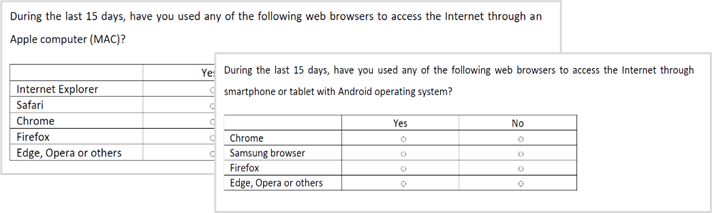 During the last 15 days, have you used any of the following web browsers to access the Internet through an
Apple computer (MAC)?
Yes
Internet Explorer
Safari
Chrome
Firefox
Edge, Opera or others
During the last 15 days, have you used any of the following web browsers to access the Internet through
smartphone or tablet with Android operating system?
Yes No
Chrome
Samsung browser
Firefox
Edge, Opera or others